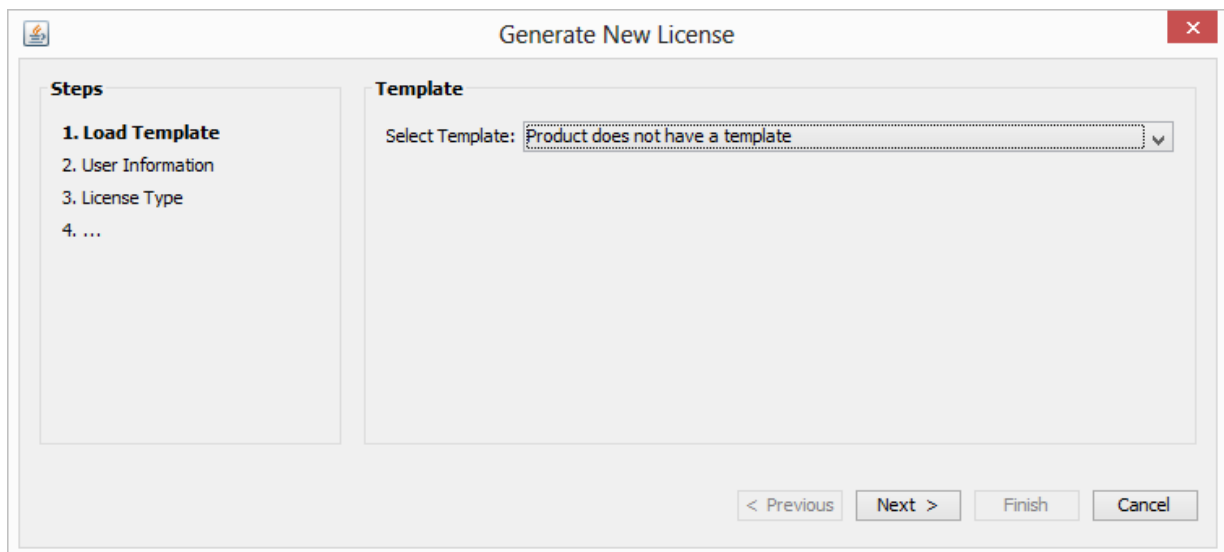 Generate New License
Steps
1. Load Template
2. User Information
3. License Type
4. ...
Template
Select Template: Product does not have a template
< Previous Next > Finish Cancel